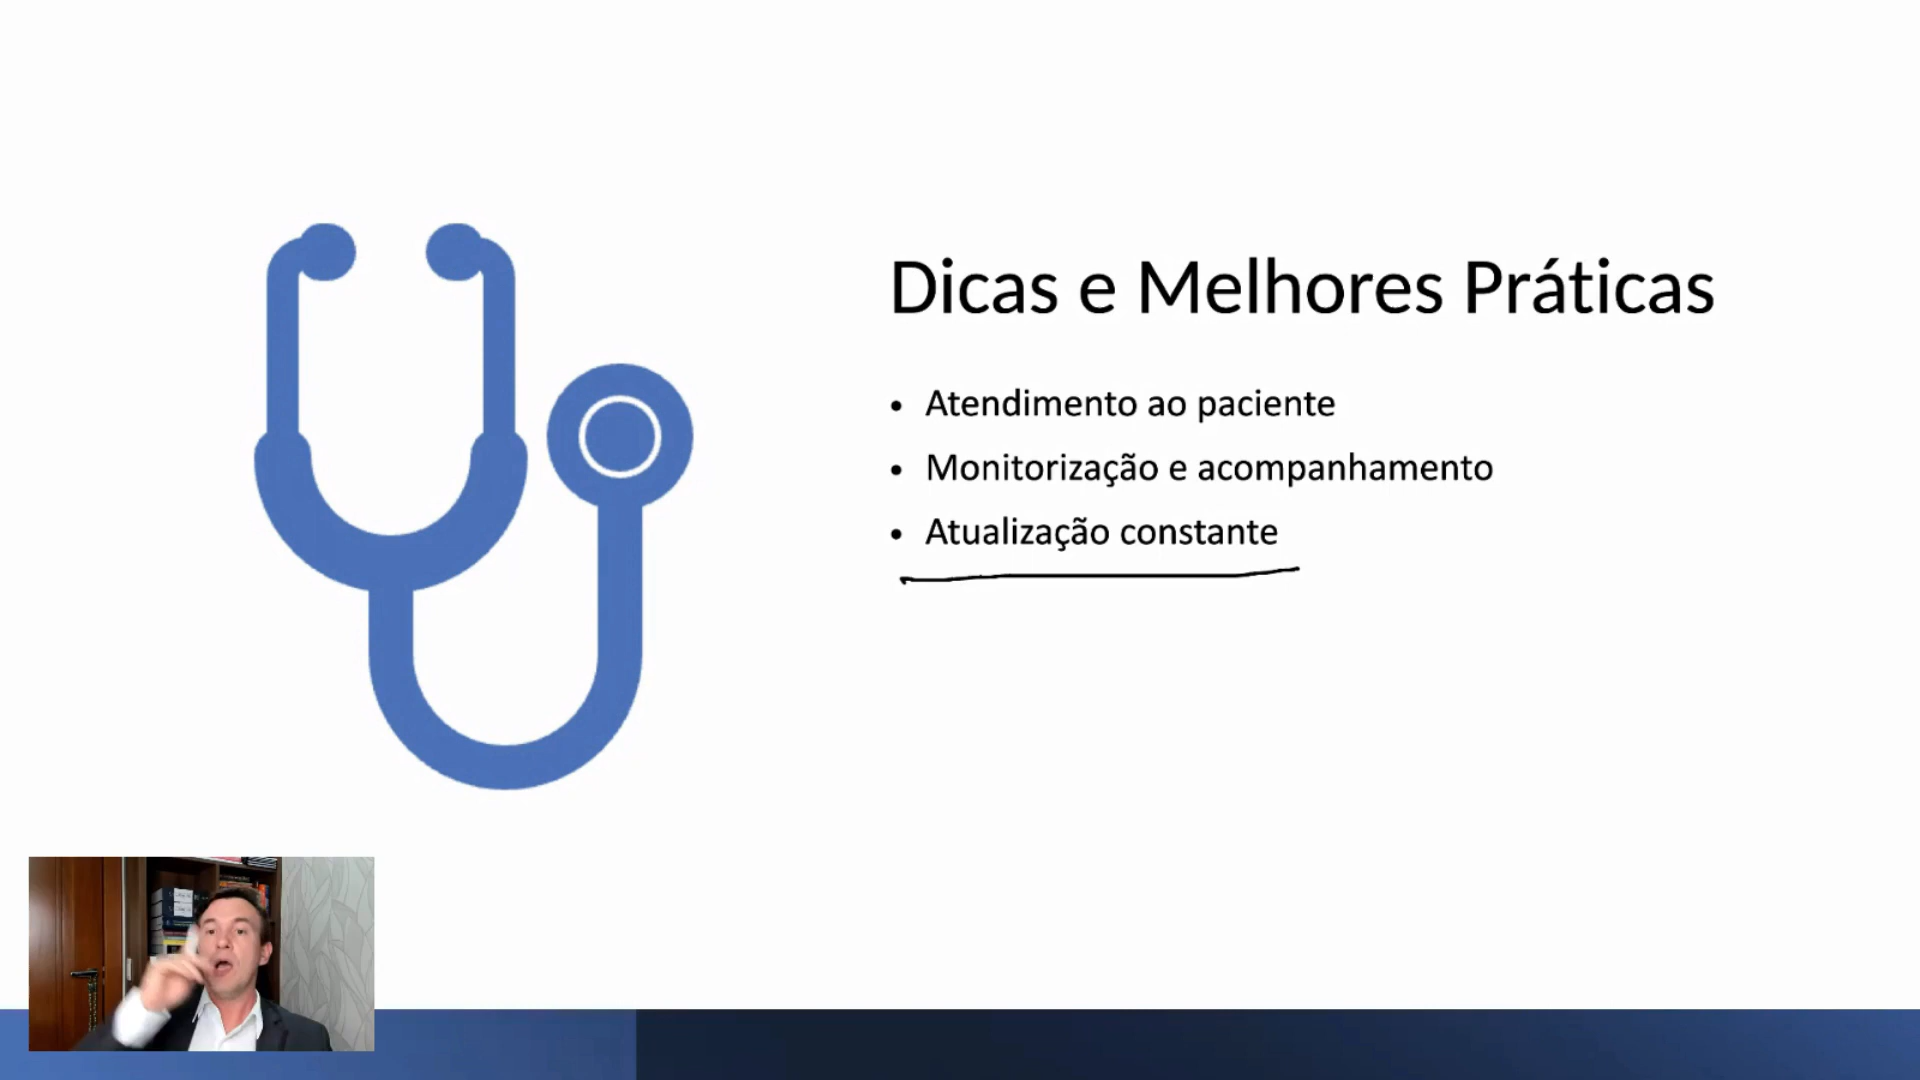 Dicas e Melhores Práticas
• Atendimento ao paciente
• Monitorização e acompanhamento
• Atualização constante